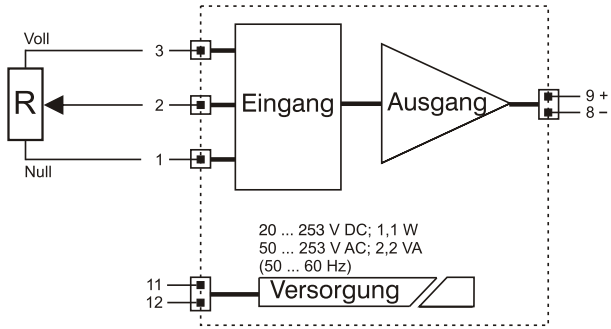 Voll
3
R
2
Eingang
Ausgang
9 +
8 –
1
Null
20 ... 253 V DC; 1,1 W
50 ... 253 V AC; 2,2 VA
(50 ... 60 Hz)
11
12
Versorgung